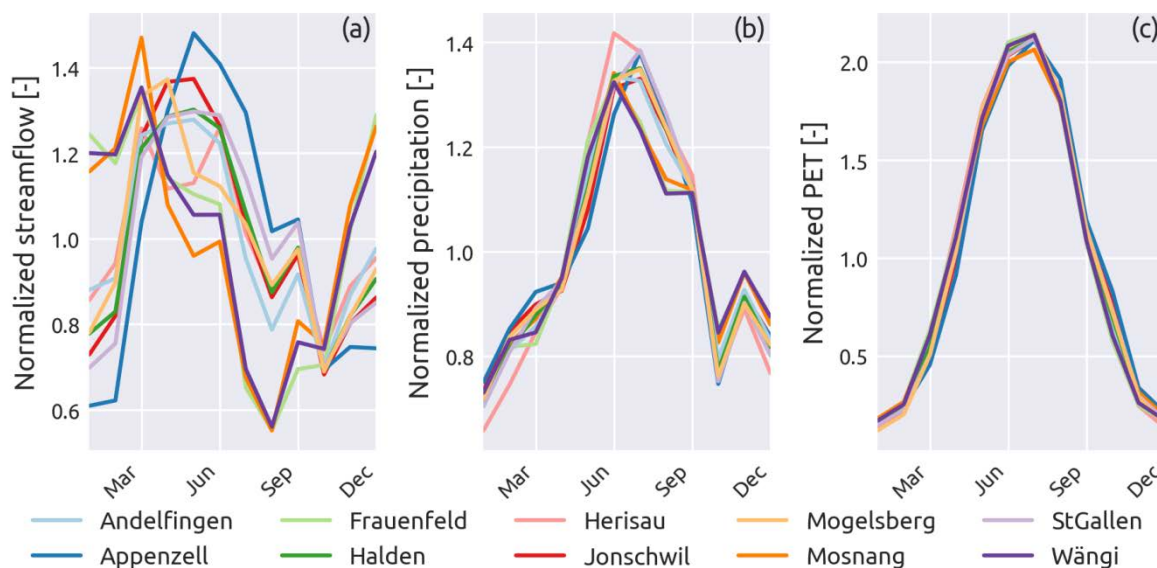 (a)
Normalized streamflow [-]
1.4
1.2
1.0
0.8
0.6
Mar
Jun
Sep
Dec
(b)
Normalized precipitation [-]
1.4
1.2
1.0
0.8
Mar
Jun
Sep
Dec
(c)
Normalized PET [-]
2.0
1.5
1.0
0.5
Mar
Jun
Sep
Dec
Andelfingen Frauenfeld Herisau Mogelsberg StGallen
Appenzell Halden Jonschwil Mosnang Wängi